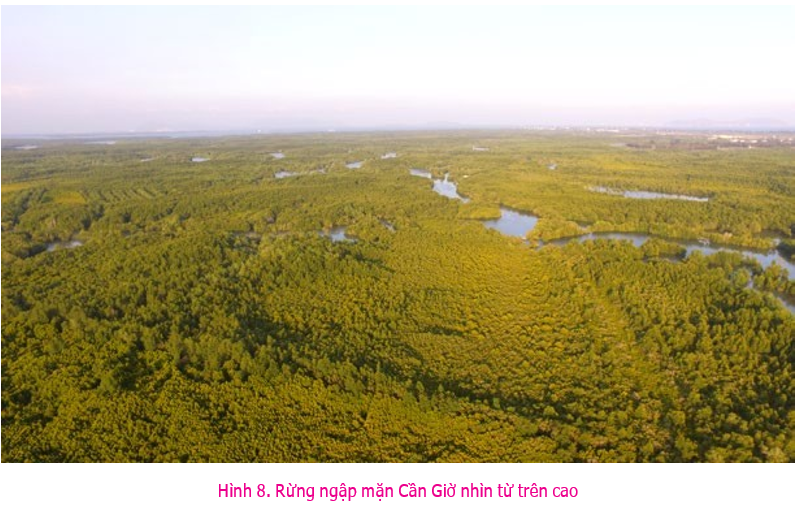 Hình 8. Rừng ngập mặn Cần Giờ nhìn từ trên cao